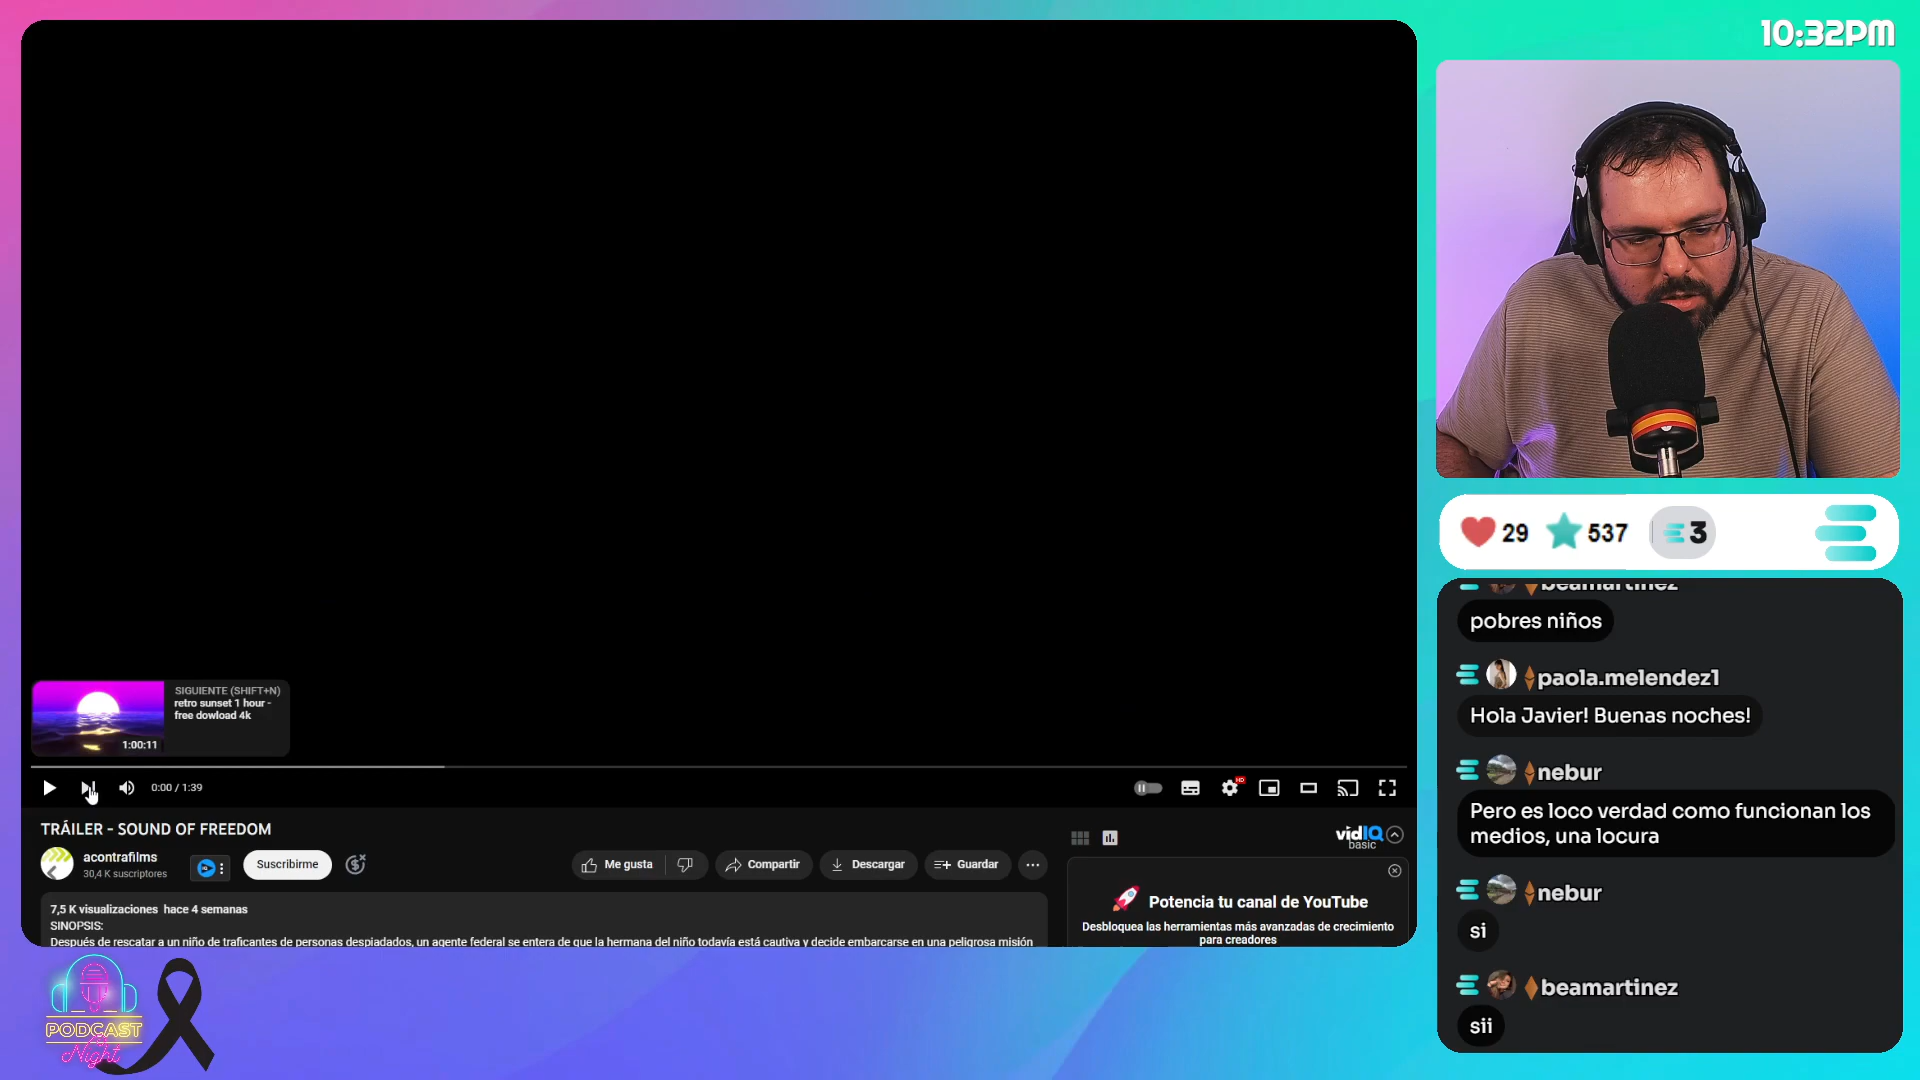 10:32PM
SIGUIENTE (SHIFT+N)
retro sunset 1 hour -
free dowload 4k
1:00:11
0:00 / 1:39
HD
TRÁILER - SOUND OF FREEDOM
acontrafilms
30,4 K suscriptores
Suscribirme
Me gusta
Compartir
Descargar
Guardar
7,5 K visualizaciones hace 4 semanas
SINOPSIS:
Después de rescatar a un niño de traficantes de personas despiadados, un agente federal se entera de que la hermana del niño todavía está cautiva y decide embarcarse en una peligrosa misión
vidIQ
basic
Potencia tu canal de YouTube
Desbloquea las herramientas más avanzadas de crecimiento
para creadores
29
537
3
beamartinez
pobres niños
paola.melendez1
Hola Javier! Buenas noches!
nebur
Pero es loco verdad como funcionan los
medios, una locura
nebur
si
beamartinez
sii
PODCAST
Night